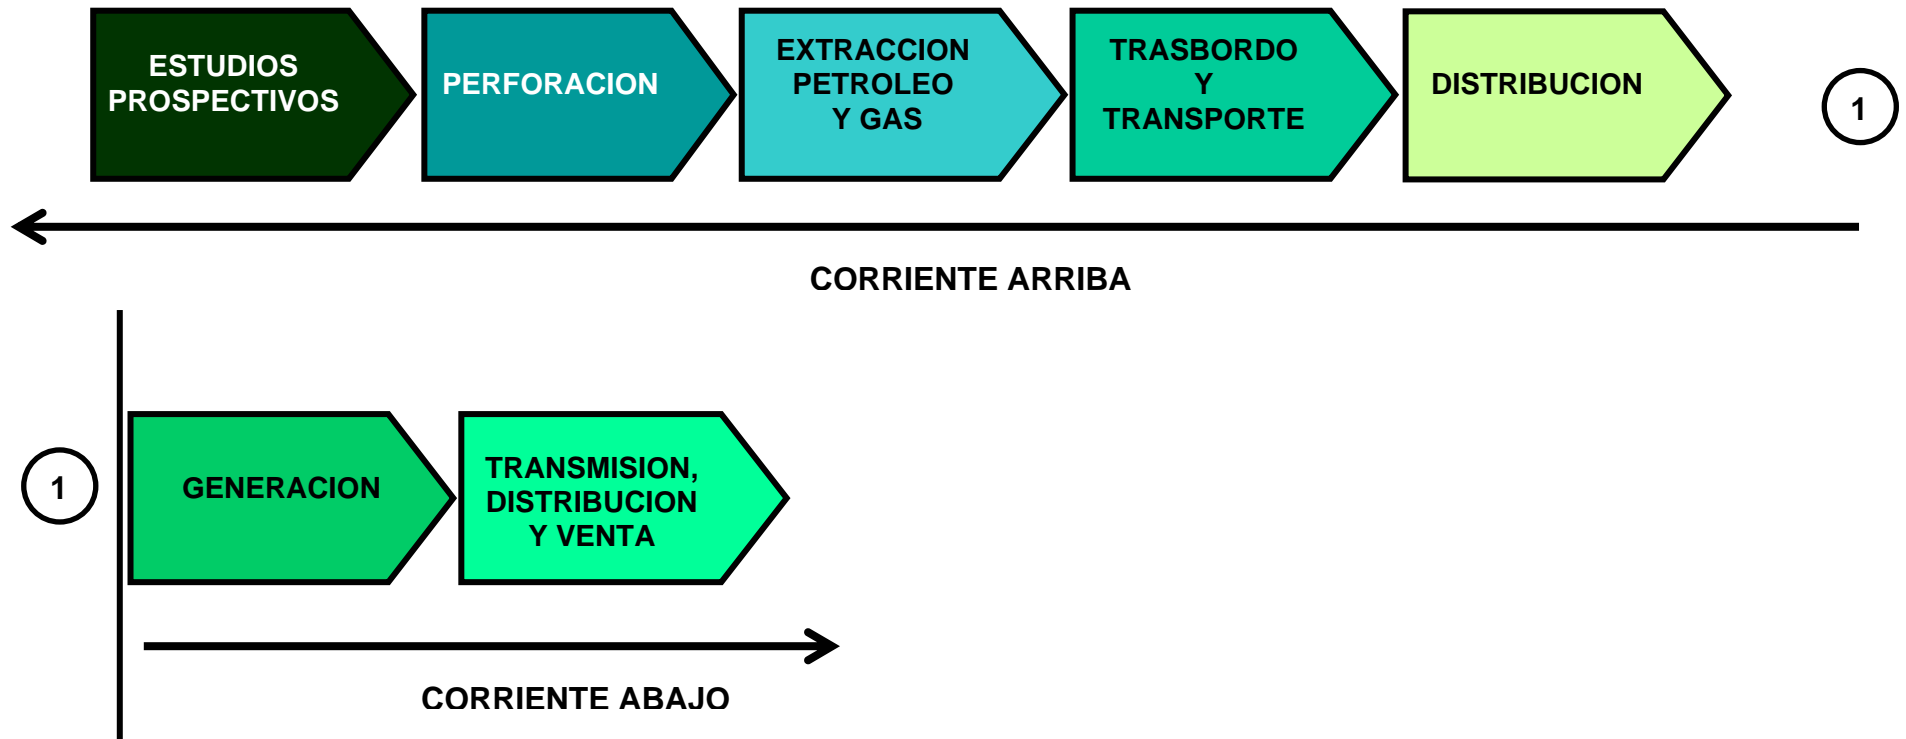 ESTUDIOS
PROSPECTIVOS
PERFORACION
EXTRACCION
PETROLEO
Y GAS
TRASBORDO
Y
TRANSPORTE
DISTRIBUCION
1
CORRIENTE ARRIBA
1
GENERACION
TRANSMISION,
DISTRIBUCION
Y VENTA
CORRIENTE ABAJO